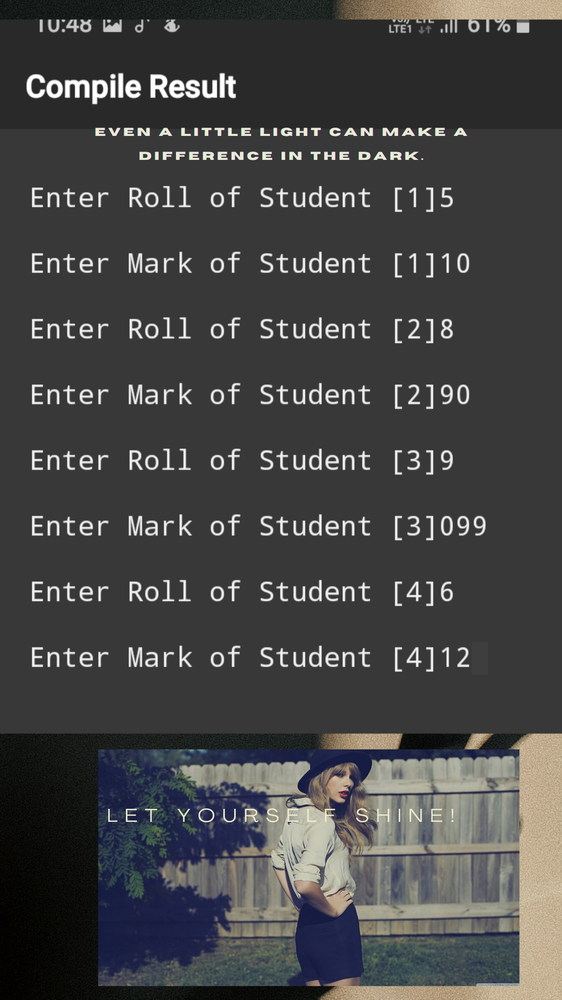 10:48
LTE1 61%
Compile Result
EVEN A LITTLE LIGHT CAN MAKE A
DIFFERENCE IN THE DARK.
Enter Roll of Student [1]5
Enter Mark of Student [1]10
Enter Roll of Student [2]8
Enter Mark of Student [2]90
Enter Roll of Student [3]9
Enter Mark of Student [3]099
Enter Roll of Student [4]6
Enter Mark of Student [4]12
LET YOURSELF SHINE!